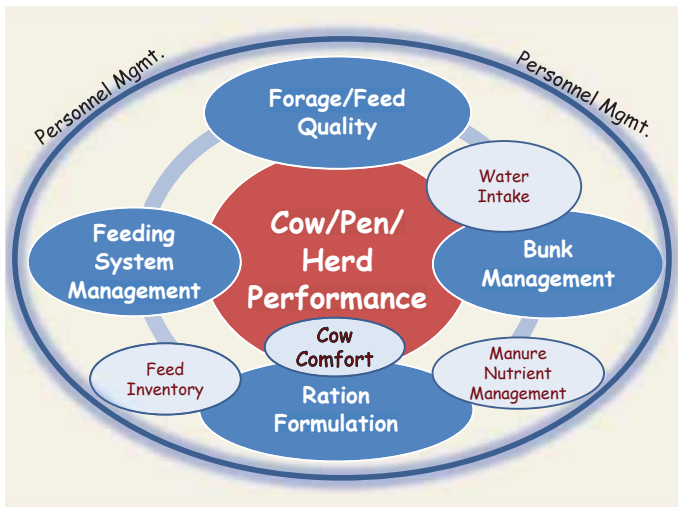 Personnel Mgmt.
Personnel Mgmt.
Forage/Feed
Quality
Water
Intake
Cow/Pen/
Herd
Performance
Feeding
System
Management
Bunk
Management
Cow
Comfort
Feed
Inventory
Manure
Nutrient
Management
Ration
Formulation